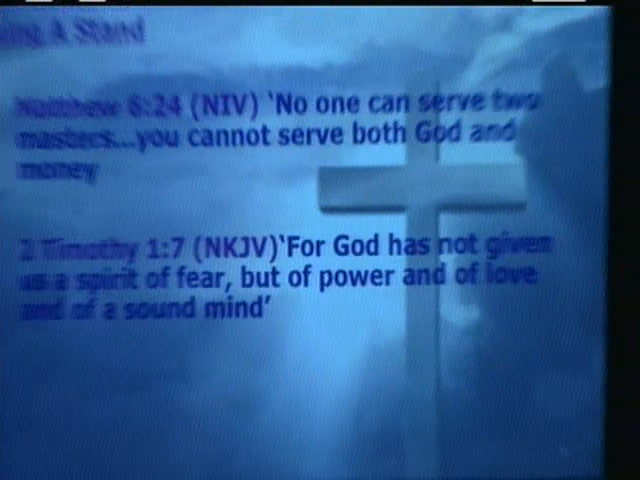 A Stand
Matthew 6:24 (NIV) ‘No one can serve two
masters...you cannot serve both God and
money
2 Timothy 1:7 (NKJV)‘For God has not given
us a spirit of fear, but of power and of love
and of a sound mind’